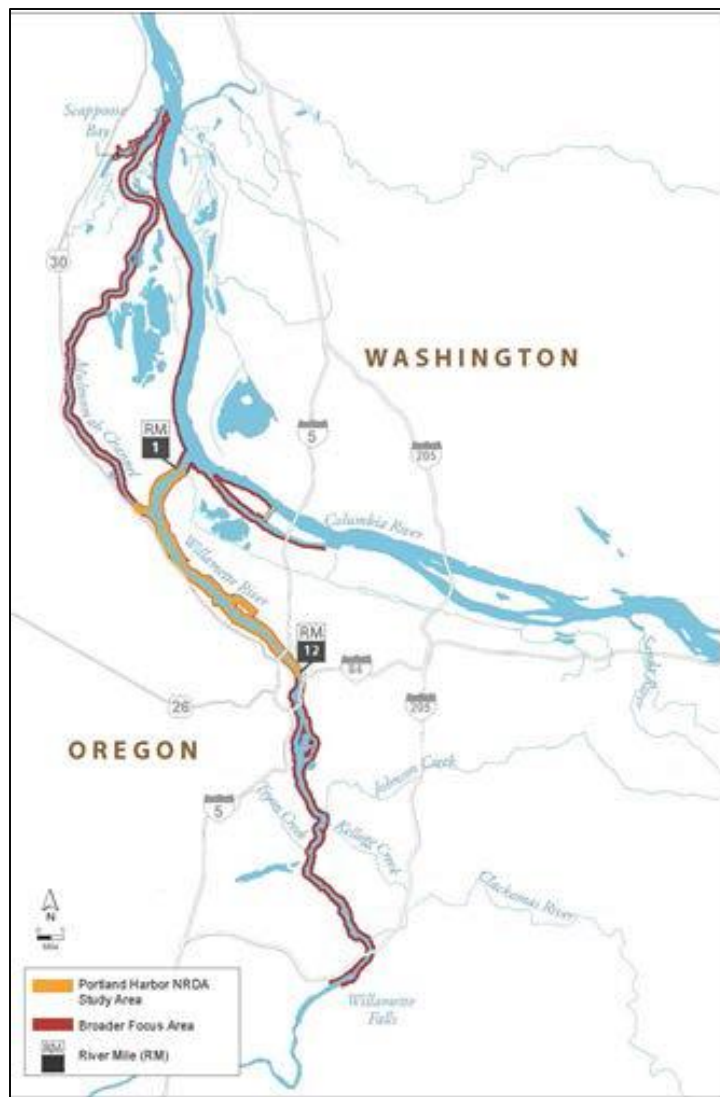 Scappoose
Bay
30
WASHINGTON
Multnomah Channel
RM
1
5
205
Columbia River
Willamette River
RM
12
84
Sandy River
26
205
OREGON
Johnson Creek
5
Tryon Creek
Kellogg Creek
Clackamas River
N
Miles
Portland Harbor NRDA
Study Area
Willamette
Falls
Broader Focus Area
RM
River Mile (RM)